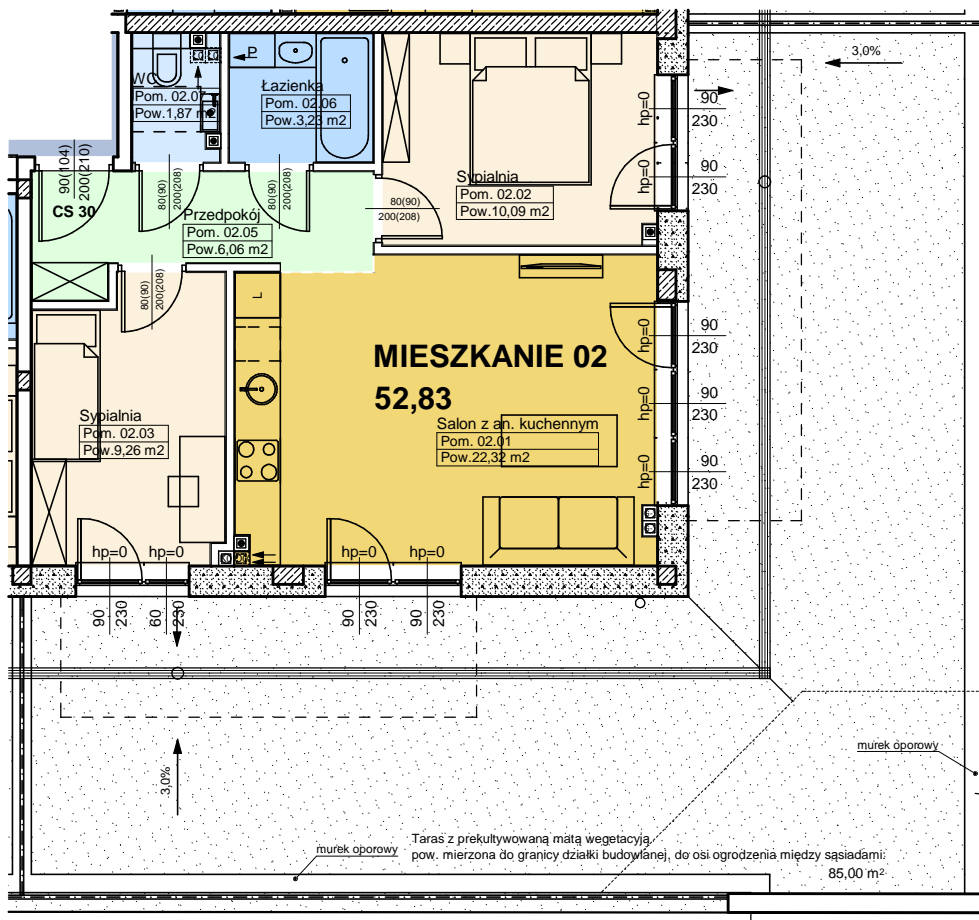 3,0%
P
WC
Pom. 02.07
Pow.1,87 m2
Łazienka
Pom. 02.06
Pow.3,23 m2
hp=0
90
230
hp=0
90
230
90(104)
200(210)
CS 30
80(90)
200(208)
80(90)
200(208)
80(90)
200(208)
Sypialnia
Pom. 02.02
Pow.10,09 m2
Przedpokój
Pom. 02.05
Pow.6,06 m2
80(90)
200(208)
L
MIESZKANIE 02
52,83
hp=0
90
230
hp=0
90
230
hp=0
90
230
Sypialnia
Pom. 02.03
Pow.9,26 m2
Salon z an. kuchennym
Pom. 02.01
Pow.22,32 m2
hp=0
hp=0
hp=0
hp=0
90
230
60
230
90
230
90
230
3,0%
murek oporowy
murek oporowy
Taras z prekultywowaną matą wegetacyją,
pow. mierzona do granicy działki budowlanej, do osi ogrodzenia między sąsiadami:
85,00 m²